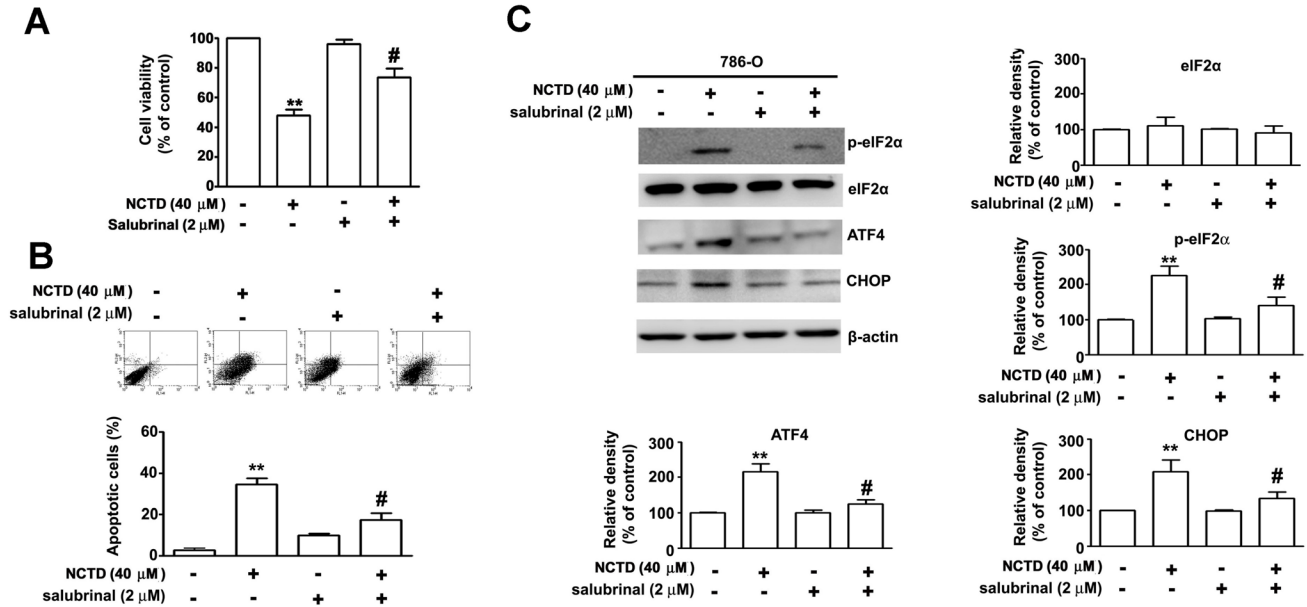 A
Cell viability
(% of control)
100
80
60
40
20
0
**
#
NCTD (40 μM) - + - +
Salubrinal (2 μM) - - + +
B
NCTD (40 μM) - + - +
salubrinal (2 μM) - - + +
Apoptotic cells (%)
60
40
20
0
**
#
NCTD (40 μM) - + - +
salubrinal (2 μM) - - + +
C
786-O
NCTD (40 μM) - + - +
salubrinal (2 μM) - - + +
p-eIF2α
eIF2α
ATF4
CHOP
β-actin
ATF4
Relative density
(% of control)
300
200
100
0
**
#
NCTD (40 μM) - + - +
salubrinal (2 μM) - - + +
eIF2α
Relative density
(% of control)
300
200
100
0
NCTD (40 μM) - + - +
salubrinal (2 μM) - - + +
p-eIF2α
Relative density
(% of control)
300
200
100
0
**
#
NCTD (40 μM) - + - +
salubrinal (2 μM) - - + +
CHOP
Relative density
(% of control)
300
200
100
0
**
#
NCTD (40 μM) - + - +
salubrinal (2 μM) - - + +